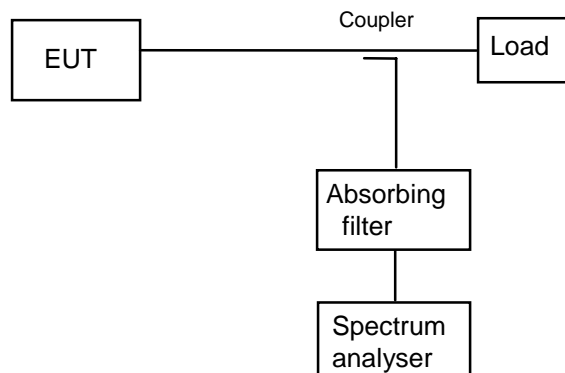 Coupler
EUT
Load
Absorbing
filter
Spectrum
analyser